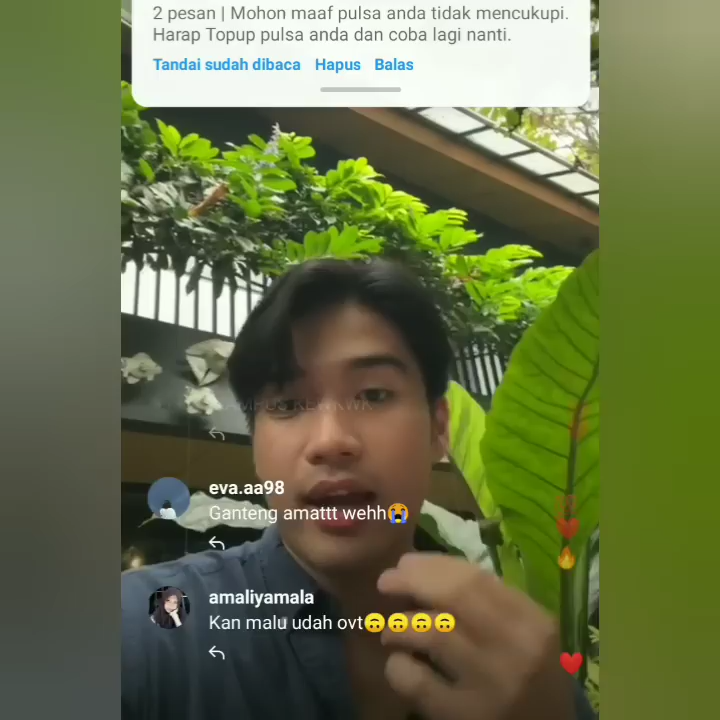 2 pesan | Mohon maaf pulsa anda tidak mencukupi.
Harap Topup pulsa anda dan coba lagi nanti.
Tandai sudah dibaca Hapus Balas
eva.aa98
Ganteng amattt wehh😭
amaliyamala
Kan malu udah ovt🙃🙃🙃🙃